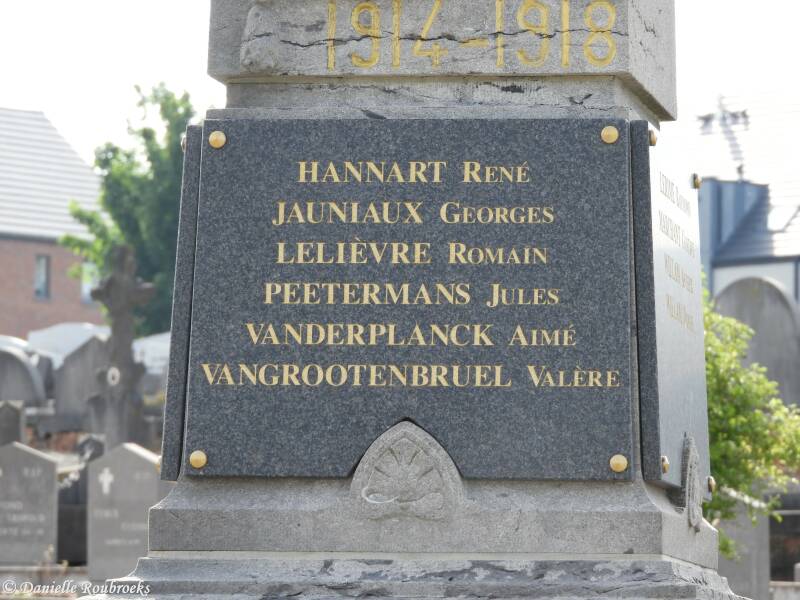 1914-1918
HANNART RENÉ
JAUNIAUX GEORGES
LELIÈVRE ROMAIN
PEETERMANS JULES
VANDERPLANCK AIMÉ
VANGROOTENBRUEL VALÈRE
© Danielle Roubroeks